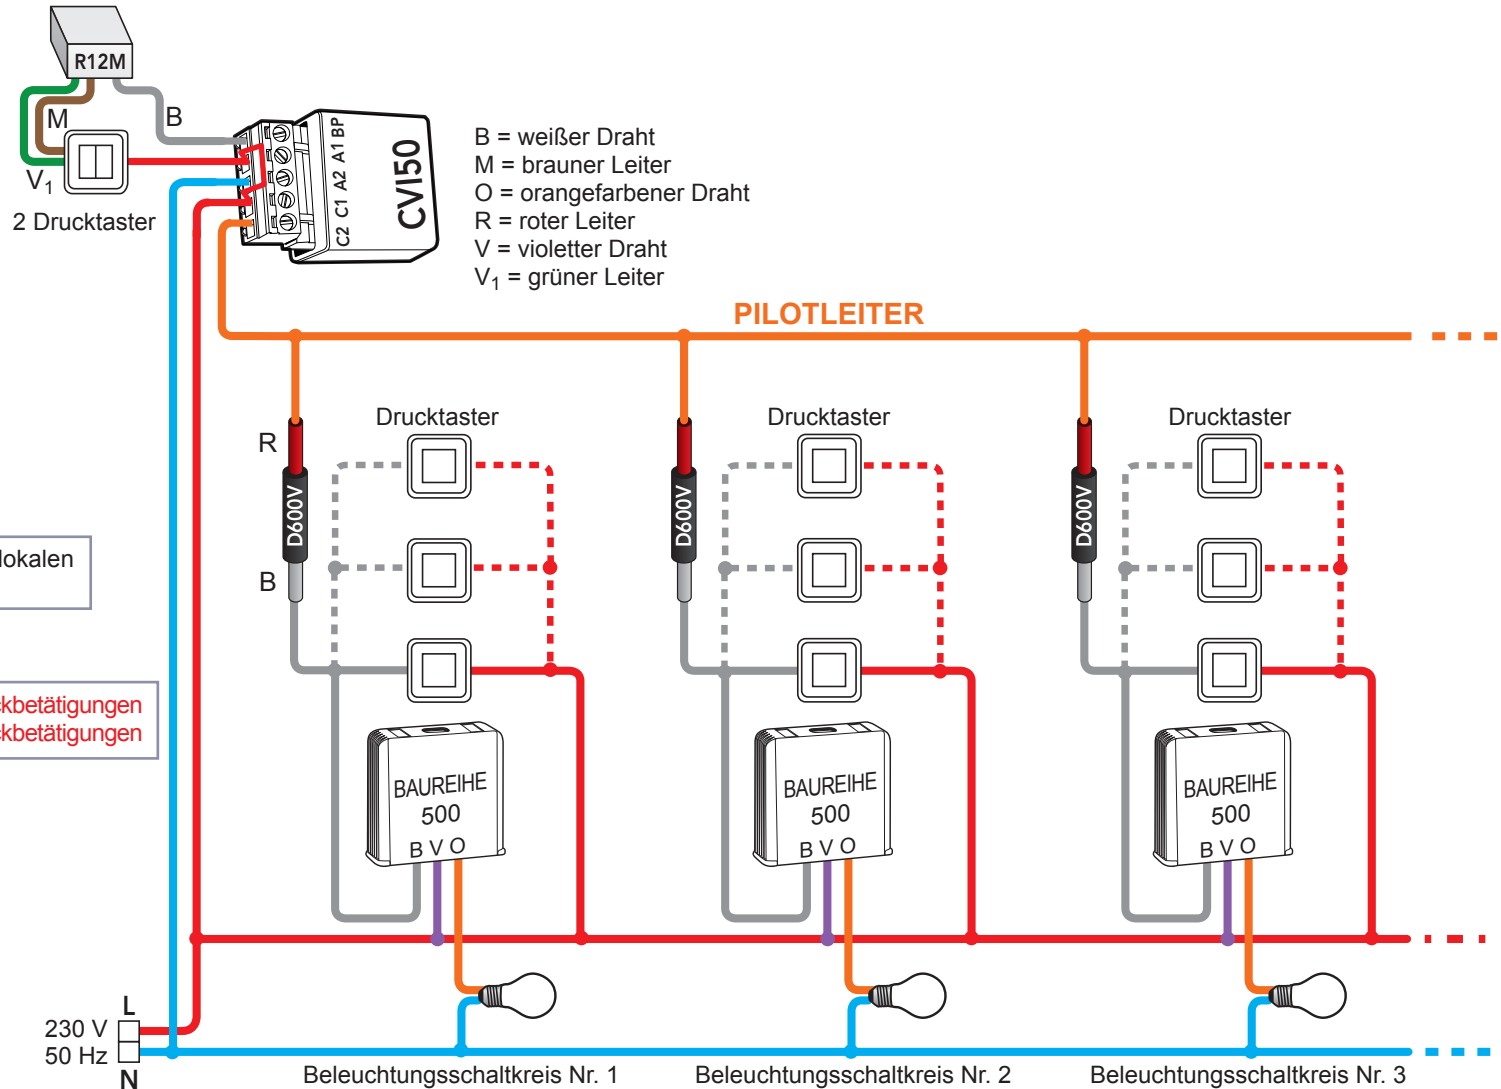 R12M
M
B
V₁
2 Drucktaster
BP
A1
A2
C1
C2
CVI50
B = weißer Draht
M = brauner Leiter
O = orangefarbener Draht
R = roter Leiter
V = violetter Draht
V₁ = grüner Leiter
PILOTLEITER
Drucktaster
Drucktaster
Drucktaster
R
D600V
D600V
D600V
B
lokalen
ckbetätigungen
ckbetätigungen
BAUREIHE
500
B V O
BAUREIHE
500
B V O
BAUREIHE
500
B V O
L
230 V
50 Hz
N
Beleuchtungsschaltkreis Nr. 1
Beleuchtungsschaltkreis Nr. 2
Beleuchtungsschaltkreis Nr. 3